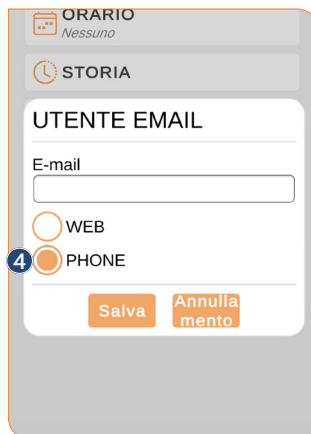 ORARIO
Nessuno
STORIA
UTENTE EMAIL
E-mail
WEB
4 PHONE
Salva
Annulla
mento